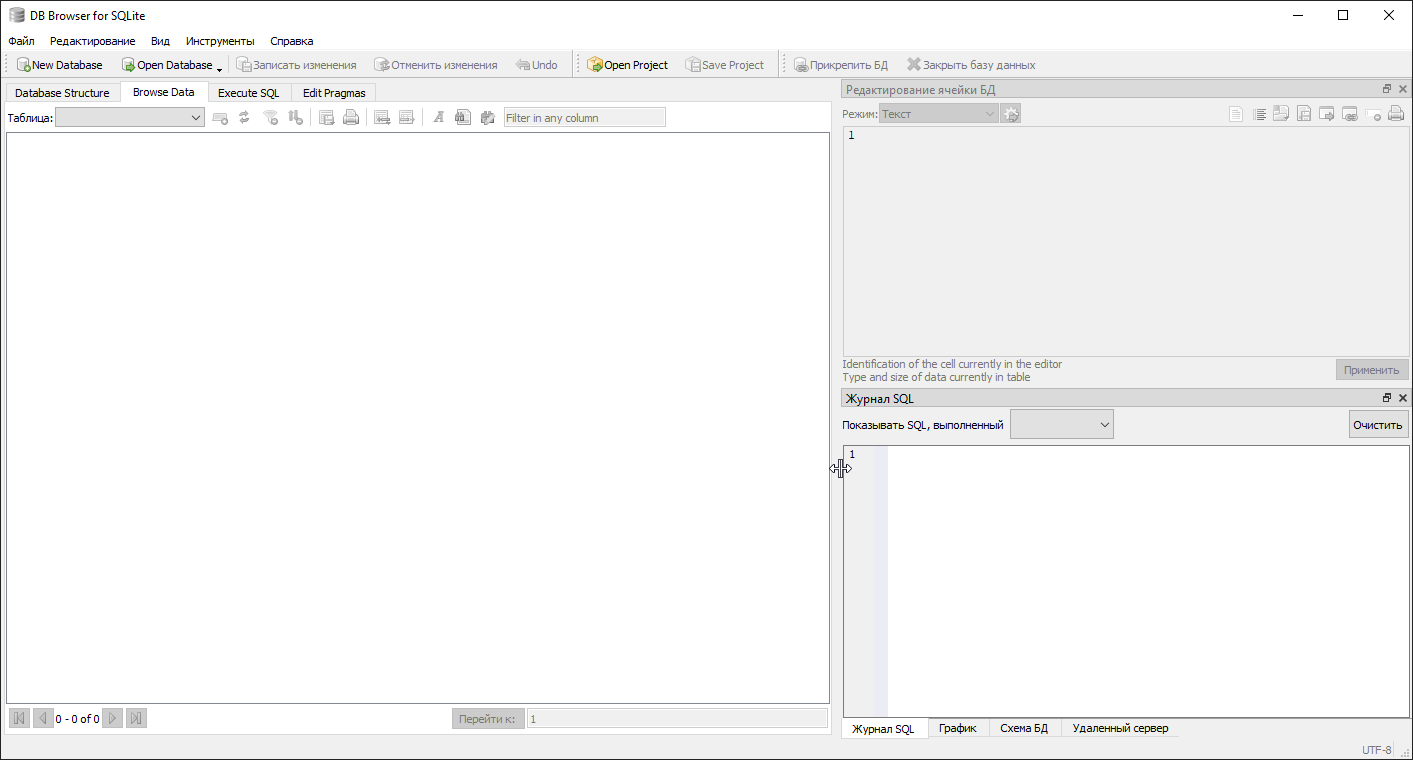 DB Browser for SQLite
Файл Редактирование Вид Инструменты Справка
New Database Open Database Записать изменения Отменить изменения Undo Open Project Save Project Прикрепить БД Закрыть базу данных
Database Structure Browse Data Execute SQL Edit Pragmas
Таблица: Filter in any column
0 - 0 of 0 Перейти к: 1
Редактирование ячейки БД
Режим: Текст
1
Identification of the cell currently in the editor
Type and size of data currently in table
Применить
Журнал SQL
Показывать SQL, выполненный Очистить
1
Журнал SQL График Схема БД Удаленный сервер
UTF-8